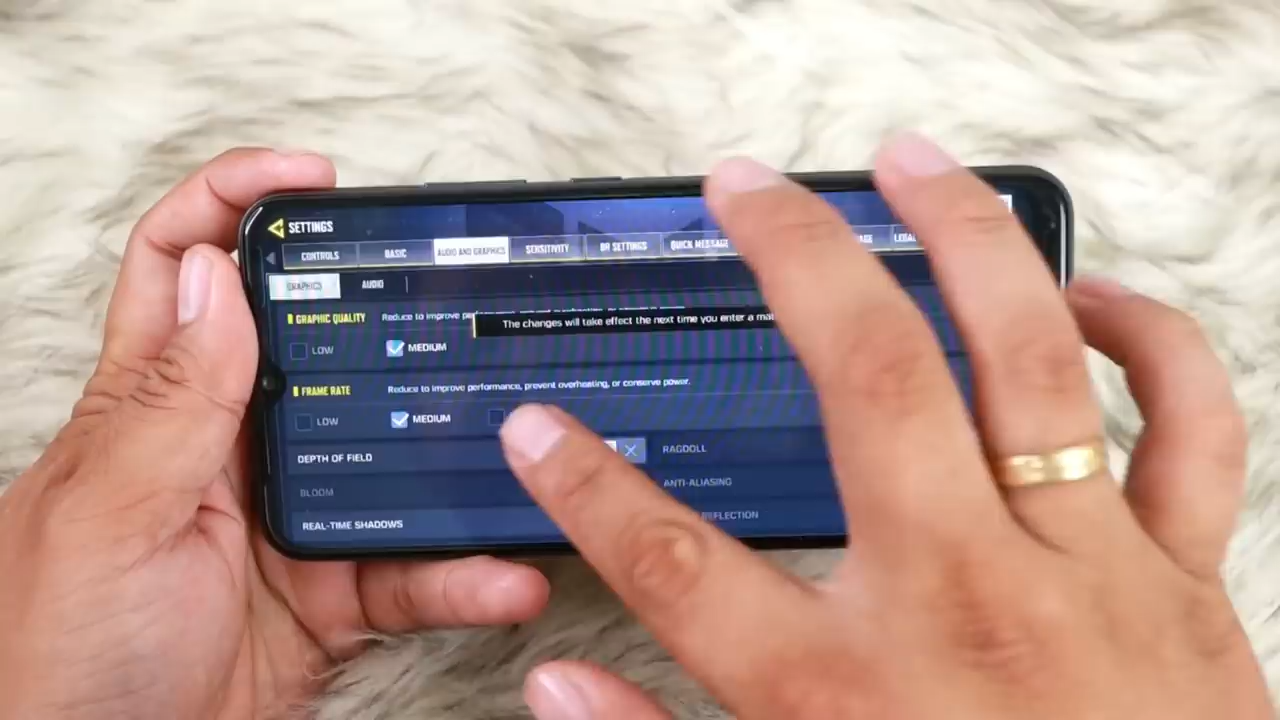 SETTINGS
CONTROLS BASIC AUDIO AND GRAPHICS SENSITIVITY BR SETTINGS QUICK MESSAGE
GRAPHICS AUDIO
GRAPHIC QUALITY Reduce to improve
The changes will take effect the next time you enter a
LOW MEDIUM
FRAME RATE Reduce to improve performance, prevent overheating, or conserve power.
LOW MEDIUM
DEPTH OF FIELD RAGDOLL
BLOOM ANTI-ALIASING
REAL-TIME SHADOWS REFLECTION